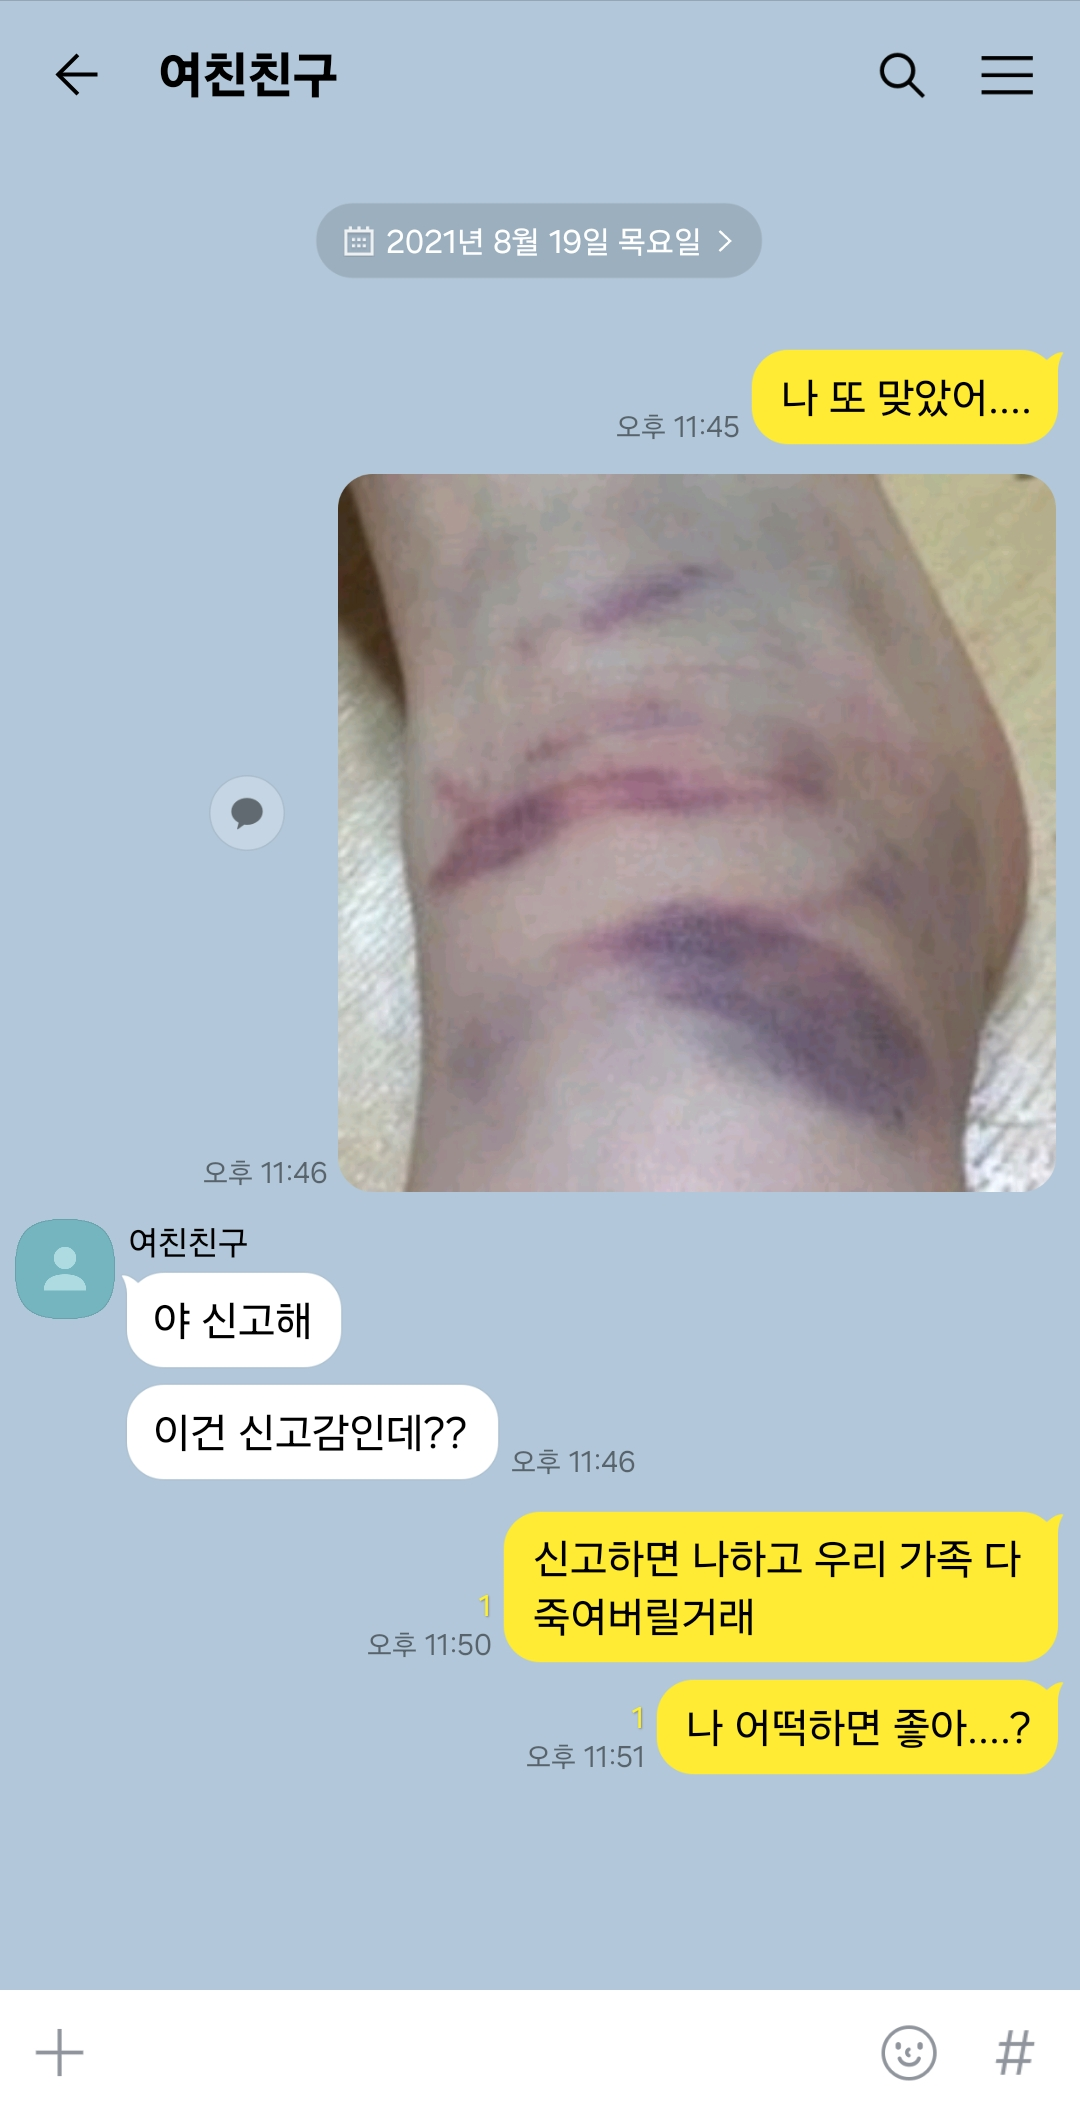 여친친구
2021년 8월 19일 목요일
나 또 맞았어....
오후 11:45
오후 11:46
여친친구
야 신고해
이건 신고감인데??
오후 11:46
신고하면 나하고 우리 가족 다
죽여버릴거래
1
오후 11:50
나 어떡하면 좋아....?
1
오후 11:51
#